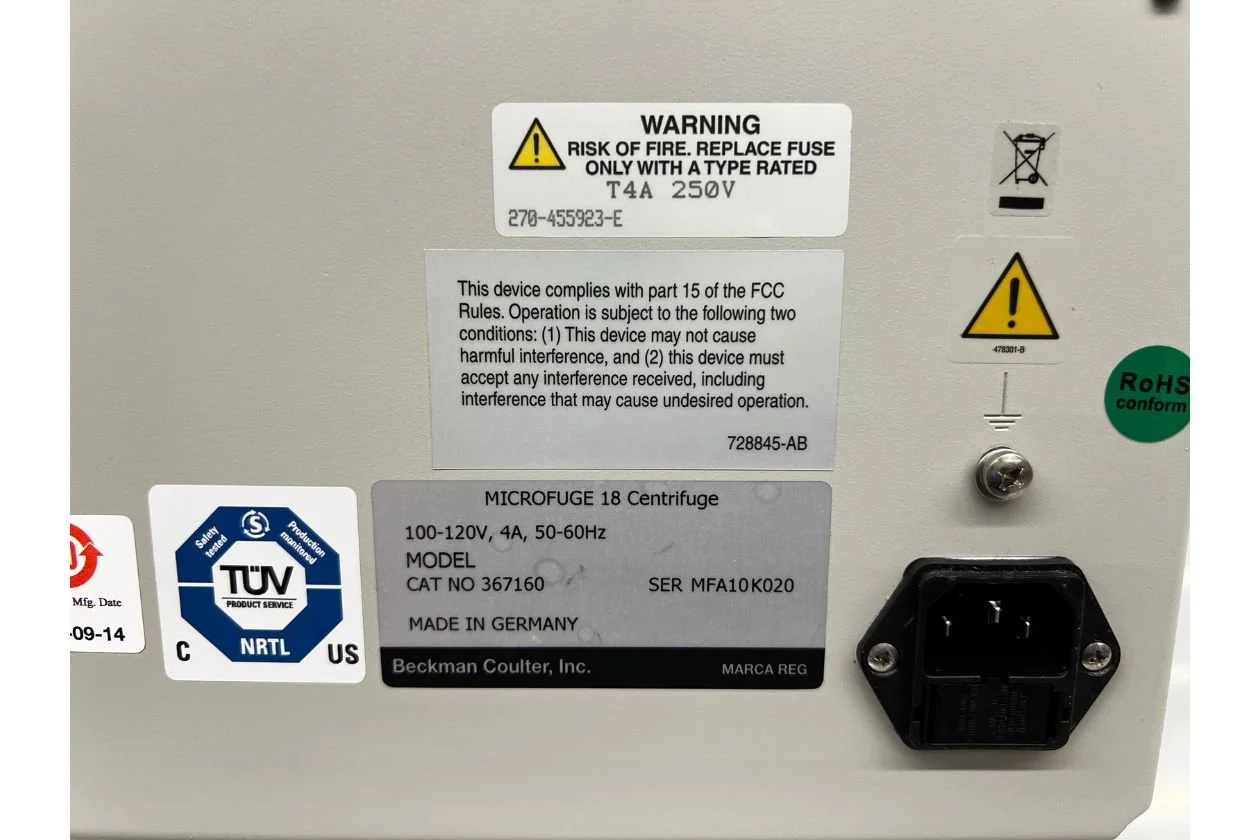 WARNING
RISK OF FIRE. REPLACE FUSE
ONLY WITH A TYPE RATED
T4A 250V
270-455923-E
This device complies with part 15 of the FCC
Rules. Operation is subject to the following two
conditions: (1) This device may not cause
harmful interference, and (2) this device must
accept any interference received, including
interference that may cause undesired operation.
728845-AB
478301-B
RoHS
conform
Mfg. Date
-09-14
Safety
tested
S
Production
monitored
TÜV
PRODUCT SERVICE
NRTL
C
US
MICROFUGE 18 Centrifuge
100-120V, 4A, 50-60Hz
MODEL
CAT NO 367160 SER MFA10K020
MADE IN GERMANY
Beckman Coulter, Inc. MARCA REG